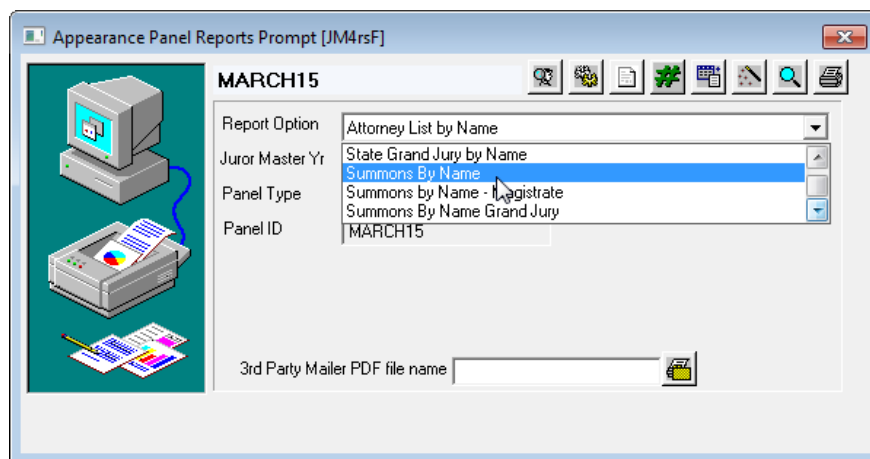 Appearance Panel Reports Prompt [JM4rsF]
MARCH15
Report Option
Attorney List by Name
Juror Master Yr
State Grand Jury by Name
Summons By Name
Panel Type
Summons by Name - Magistrate
Summons By Name Grand Jury
Panel ID
MARCH15
3rd Party Mailer PDF file name